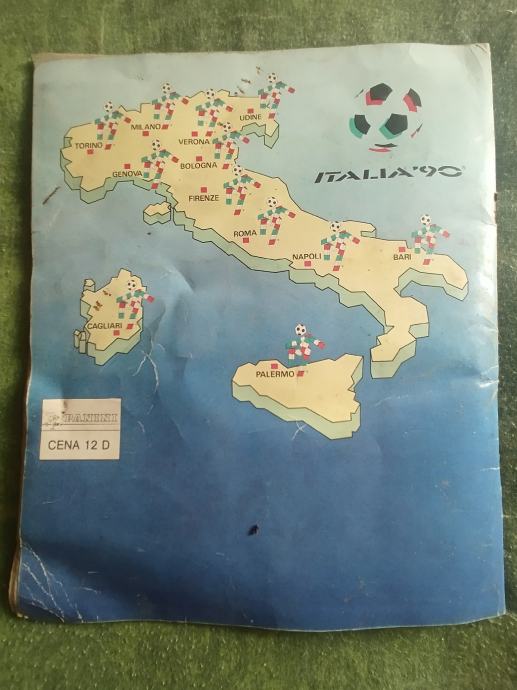 UDINE
MILANO
TORINO
VERONA
BOLOGNA
GENOVA
FIRENZE
ITALIA'90
ROMA
NAPOLI
BARI
CAGLIARI
PALERMO
PANINI
CENA 12 D